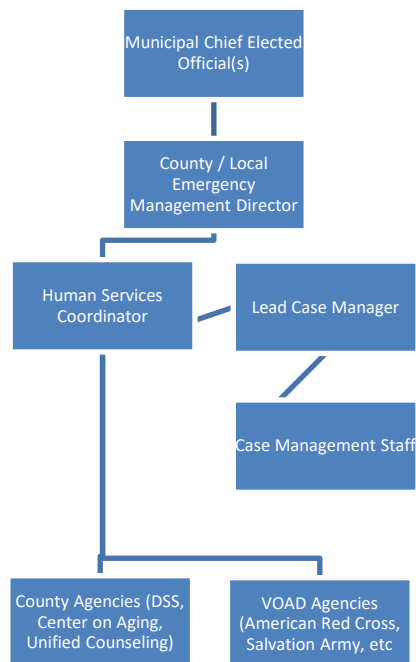 Municipal Chief Elected
Official(s)
County / Local
Emergency
Management Director
Human Services
Coordinator
Lead Case Manager
Case Management Staff
County Agencies (DSS,
Center on Aging,
Unified Counseling)
VOAD Agencies
(American Red Cross,
Salvation Army, etc